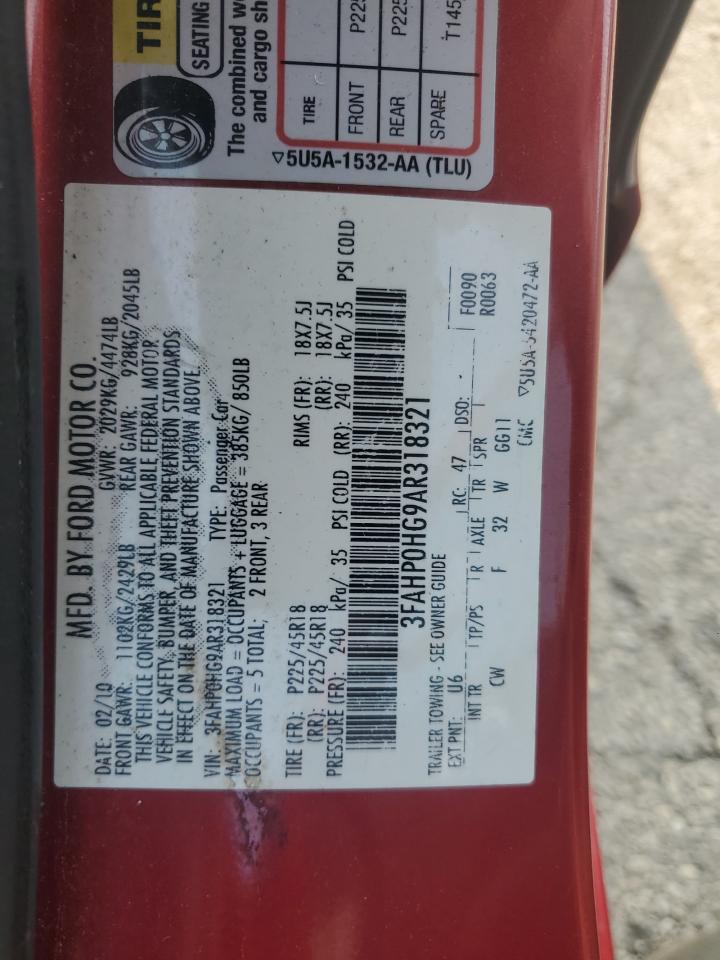 TIR
SEATING
The combined we
and cargo sh
TIRE
FRONT P225
REAR P225
SPARE T145
▽5U5A-1532-AA (TLU)
MFD. BY FORD MOTOR CO.
DATE: 02/10 GVWR: 2029KG/4474LB
FRONT GAWR: 1102KG/2429LB REAR GAWR: 928KG/2045LB
THIS VEHICLE CONFORMS TO ALL APPLICABLE FEDERAL MOTOR
VEHICLE SAFETY, BUMPER, AND THEFT PREVENTION STANDARDS
IN EFFECT ON THE DATE OF MANUFACTURE SHOWN ABOVE.
VIN: 3FAHP0HG9AR318321 TYPE: Passenger Car
MAXIMUM LOAD = OCCUPANTS + LUGGAGE = 385KG/ 850LB
OCCUPANTS = 5 TOTAL; 2 FRONT, 3 REAR
TIRE (FR): P225/45R18 RIMS (FR): 18X7.5J
(RR): P225/45R18 (RR): 18X7.5J
PRESSURE (FR): 240 kPa/ 35 PSI COLD (RR): 240 kPa/ 35 PSI COLD
3FAHP0HG9AR318321
TRAILER TOWING - SEE OWNER GUIDE
EXT PNT: U6 RC: 47 DSO: - F0090
R0063
INT TR TP/PS R AXLE TR SPR
CW F 32 W GG11
CMC ▽5U5A-5420472-AA